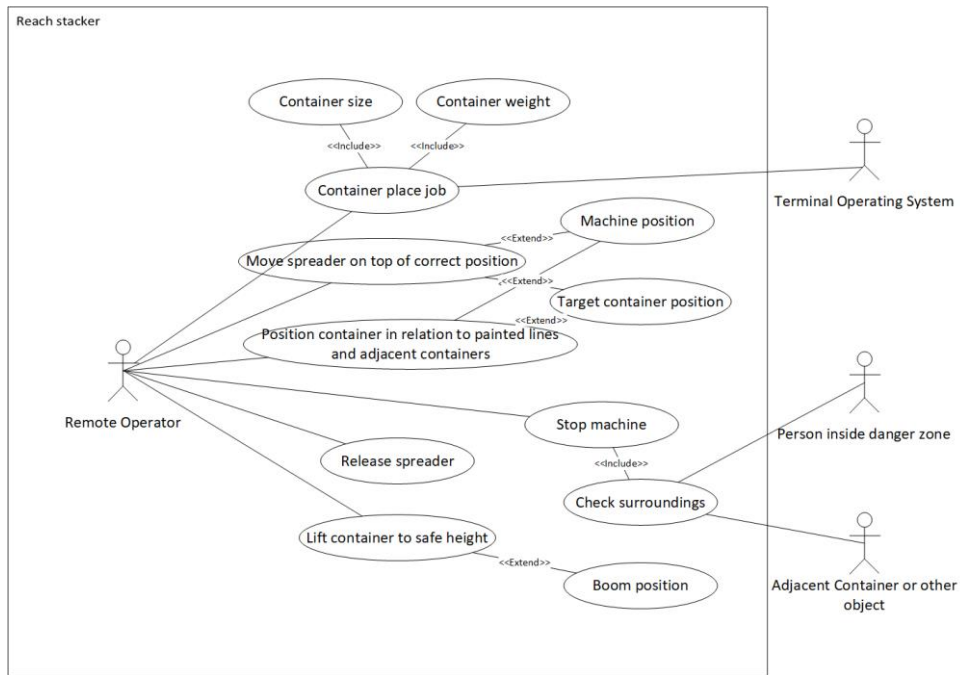 Reach stacker
Container size
Container weight
<<Include>>
<<Include>>
Container place job
Terminal Operating System
Machine position
<<Extend>>
Move spreader on top of correct position
<<Extend>>
Target container position
<<Extend>>
Position container in relation to painted lines
and adjacent containers
Remote Operator
Stop machine
Person inside danger zone
Release spreader
<<Include>>
Check surroundings
Lift container to safe height
<<Extend>>
Boom position
Adjacent Container or other
object